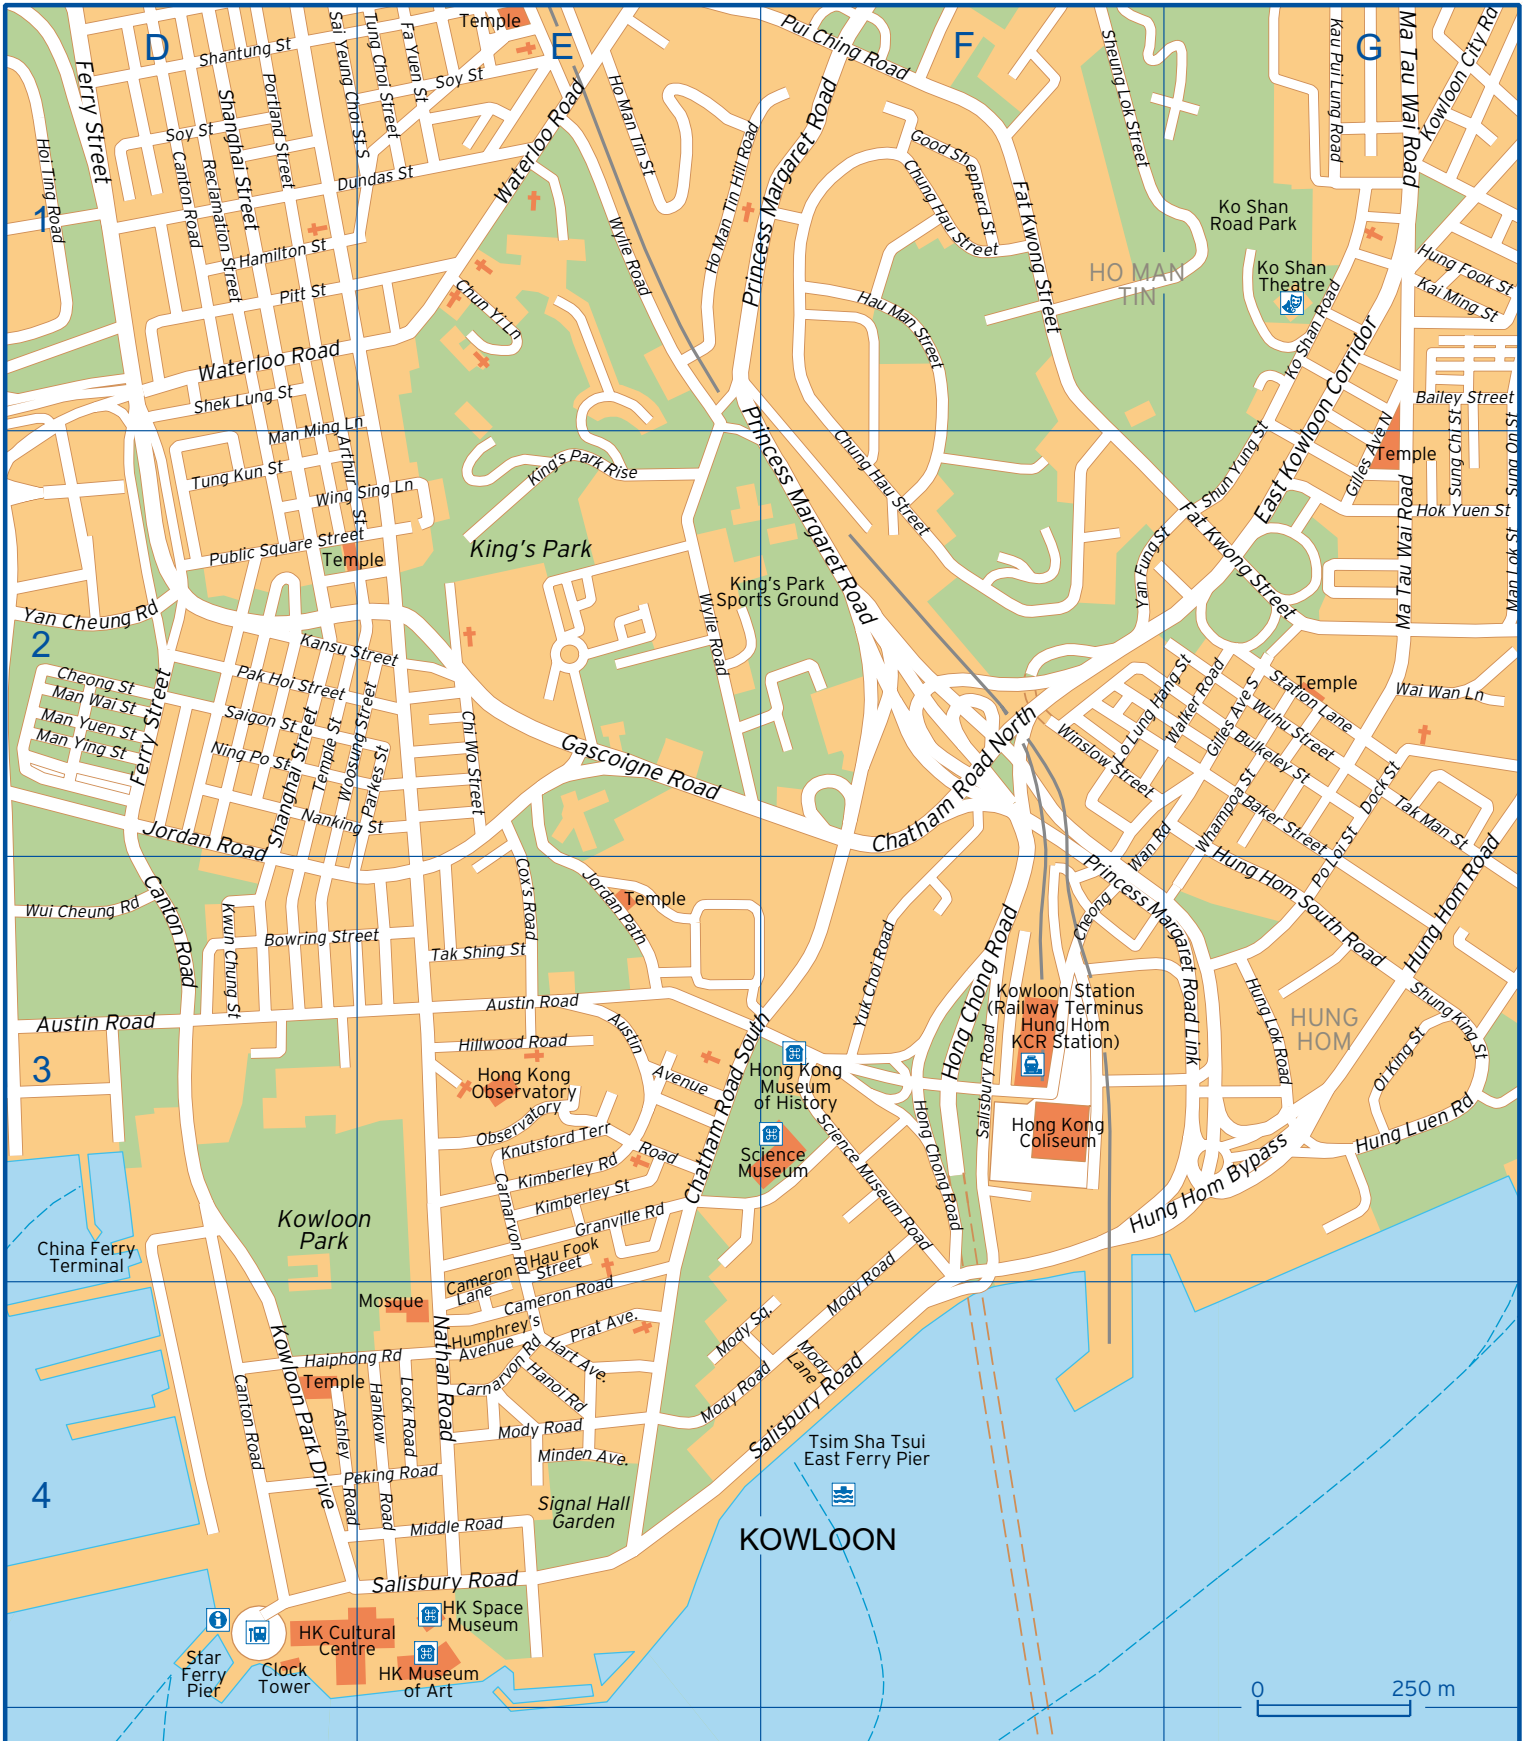 D
E
F
G
1
2
3
4
Temple
Shantung St
Sai Yeung Choi St S
Tung Choi Street
Fa Yuen St
Soy St
Ferry Street
Portland Street
Shanghai Street
Soy St
Canton Road
Reclamation Street
Hoi Ting Road
Dundas St
Waterloo Road
Ho Man Tin St
Ho Man Tin Hill Road
Wylie Road
Princess Margaret Road
Pui Ching Road
Good Shepherd St
Chung Hau Street
Fat Kwong Street
Sheung Lok Street
Kau Pui Lung Road
Ma Tau Wai Road
Kowloon City Rd
Ko Shan
Road Park
Ko Shan
Theatre
Ko Shan Road
HO MAN
TIN
Hung Fook St
Kai Ming St
Hamilton St
Pitt St
Chun Yi Ln
Waterloo Road
Shek Lung St
Hau Man Street
East Kowloon Corridor
Bailey Street
Man Ming Ln
Tung Kun St
Arthur St
Wing Sing Ln
Public Square Street
Temple
King's Park Rise
King's Park
King's Park
Sports Ground
Wylie Road
Princess Margaret Road
Chung Hau Street
Shun Yung St
Gilles Ave N
Temple
Sung Chi St
Sung On St
Hok Yuen St
Ma Tau Wai Road
Man Lok St
Fat Kwong Street
Yan Fung St
Yan Cheung Rd
Kansu Street
Pak Hoi Street
Cheong St
Man Wai St
Man Yuen St
Man Ying St
Ferry Street
Saigon St
Ning Po St
Shanghai Street
Temple St
Woosung Street
Parkes St
Nanking St
Chi Wo Street
Jordan Road
Gascoigne Road
Chatham Road North
Winslow Street
Lo Lung Hang St
Walker Road
Gilles Ave S
Station Lane
Temple
Wuhu Street
Bulkeley St
Whampoa St
Baker Street
Wai Wan Ln
Dock St
Tak Man St
Po Loi St
Cheong Wan Rd
Hung Hom South Road
Hung Hom Road
Princess Margaret Road Link
Wui Cheung Rd
Canton Road
Kwun Chung St
Bowring Street
Cox's Road
Jordan Path
Temple
Tak Shing St
Austin Road
Austin Road
Hillwood Road
Austin Avenue
Hong Kong
Observatory
Observatory Road
Knutsford Terr
Kimberley Rd
Kimberley St
Granville Rd
Carnarvon Rd
Hau Fook
Street
Cameron
Lane
Cameron Road
Chatham Road South
Hong Kong
Museum
of History
Science
Museum
Science Museum Road
Yuk Choi Road
Hong Chong Road
Hong Chong Road
Salisbury Road
Kowloon Station
(Railway Terminus
Hung Hom
KCR Station)
Hong Kong
Coliseum
Hung Lok Road
HUNG
HOM
Shung King St
Oi King St
Hung Luen Rd
Hung Hom Bypass
Kowloon
Park
China Ferry
Terminal
Mosque
Humphrey's
Avenue
Prat Ave.
Hart Ave.
Haiphong Rd
Temple
Carnarvon Rd
Hanoi Rd
Kowloon Park Drive
Canton Road
Nathan Road
Ashley Road
Hankow Road
Lock Road
Peking Road
Middle Road
Mody Road
Minden Ave.
Signal Hall
Garden
Mody Sq.
Mody Road
Mody Road
Mody
Lane
Salisbury Road
Tsim Sha Tsui
East Ferry Pier
KOWLOON
Salisbury Road
HK Space
Museum
HK Cultural
Centre
HK Museum
of Art
Star
Ferry
Pier
Clock
Tower
0
250 m